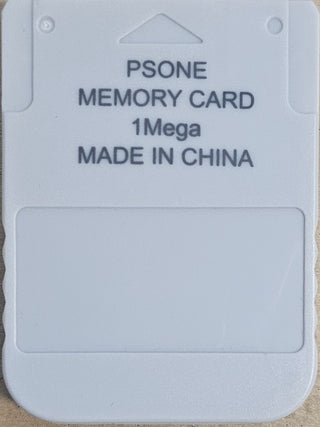 PSONE
MEMORY CARD
1Mega
MADE IN CHINA